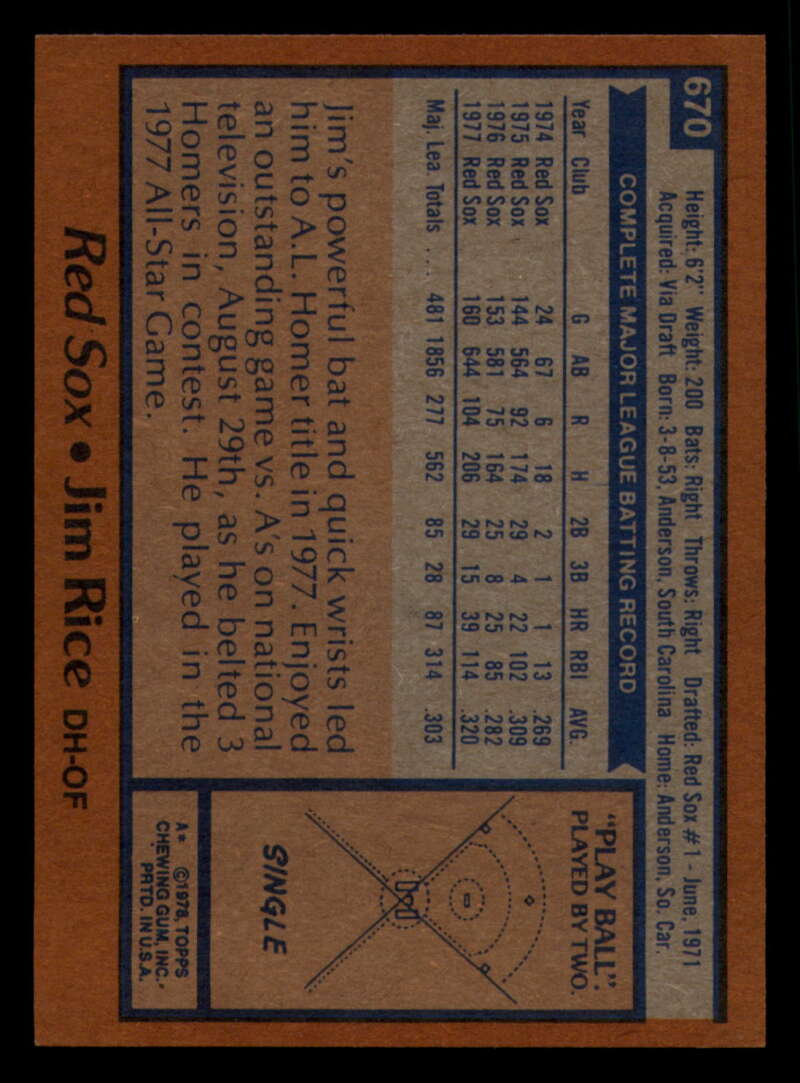 670
Height: 6'2" Weight: 200 Bats: Right Throws: Right Drafted: Red Sox #1 - June, 1971
Acquired: Via Draft Born: 3-8-53, Anderson, South Carolina Home: Anderson, So. Car.
COMPLETE MAJOR LEAGUE BATTING RECORD
Year Club G AB R H 2B 3B HR RBI AVG.
1974 Red Sox 24 67 6 18 2 1 1 13 .269
1975 Red Sox 144 564 92 174 29 4 22 102 .309
1976 Red Sox 153 581 75 164 25 8 25 85 .282
1977 Red Sox 160 644 104 206 29 15 39 114 .320
Maj. Lea. Totals .... 481 1856 277 562 85 28 87 314 .303
Jim's powerful bat and quick wrists led
him to A.L. Homer title in 1977. Enjoyed
an outstanding game vs. A's on national
television, August 29th, as he belted 3
Homers in contest. He played in the
1977 All-Star Game.
"PLAY BALL":
PLAYED BY TWO.
SINGLE
A* ©1978, TOPPS
CHEWING GUM, INC.
PRTD. IN U.S.A.
Red Sox • Jim Rice DH-OF